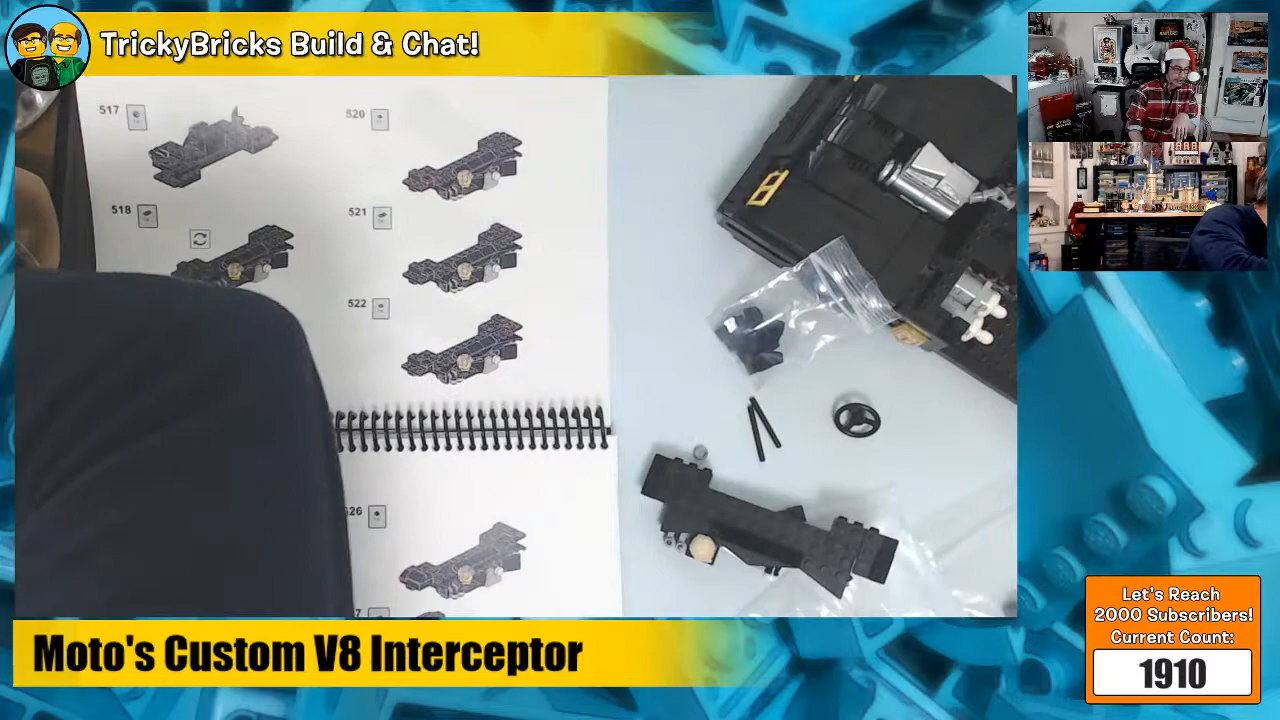 TrickyBricks Build & Chat!
517
520
518
521
522
526
Moto's Custom V8 Interceptor
Let's Reach
2000 Subscribers!
Current Count:
1910